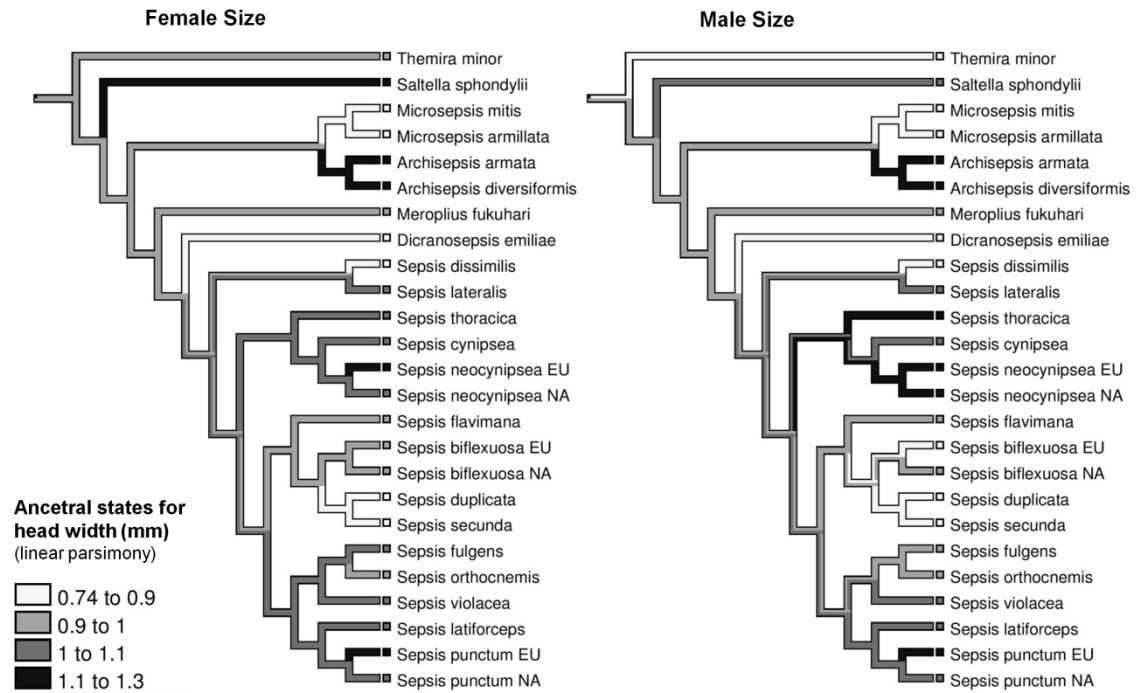 Female Size
Themira minor
Saltella sphondylii
Microsepsis mitis
Microsepsis armillata
Archisepsis armata
Archisepsis diversiformis
Meroplius fukuhari
Dicranosepsis emiliae
Sepsis dissimilis
Sepsis lateralis
Sepsis thoracica
Sepsis cynipsea
Sepsis neocynipsea EU
Sepsis neocynipsea NA
Sepsis flavimana
Sepsis biflexuosa EU
Sepsis biflexuosa NA
Sepsis duplicata
Sepsis secunda
Sepsis fulgens
Sepsis orthocnemis
Sepsis violacea
Sepsis latiforceps
Sepsis punctum EU
Sepsis punctum NA
Male Size
Themira minor
Saltella sphondylii
Microsepsis mitis
Microsepsis armillata
Archisepsis armata
Archisepsis diversiformis
Meroplius fukuhari
Dicranosepsis emiliae
Sepsis dissimilis
Sepsis lateralis
Sepsis thoracica
Sepsis cynipsea
Sepsis neocynipsea EU
Sepsis neocynipsea NA
Sepsis flavimana
Sepsis biflexuosa EU
Sepsis biflexuosa NA
Sepsis duplicata
Sepsis secunda
Sepsis fulgens
Sepsis orthocnemis
Sepsis violacea
Sepsis latiforceps
Sepsis punctum EU
Sepsis punctum NA
Ancestral states for
head width (mm)
(linear parsimony)
0.74 to 0.9
0.9 to 1
1 to 1.1
1.1 to 1.3